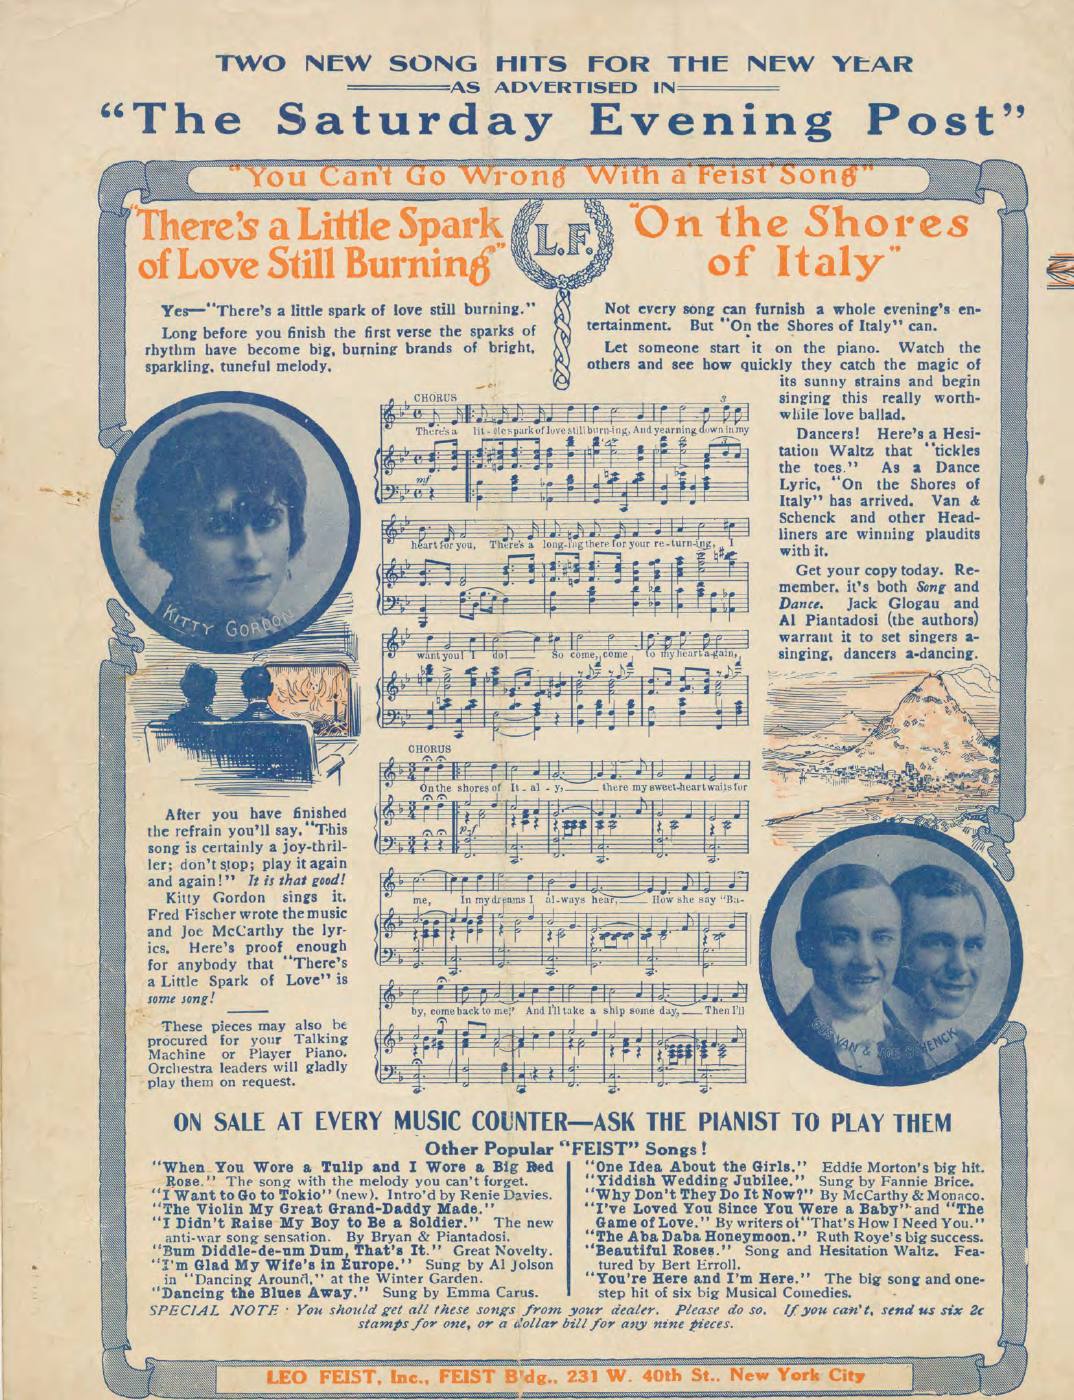 TWO NEW SONG HITS FOR THE NEW YEAR
AS ADVERTISED IN
"The Saturday Evening Post"
"You Can't Go Wrong With a 'Feist' Song"
"There's a Little Spark
of Love Still Burning"
L.F.
"On the Shores
of Italy"
Yes—"There's a little spark of love still burning."
Long before you finish the first verse the sparks of
rhythm have become big, burning brands of bright,
sparkling, tuneful melody.
Not every song can furnish a whole evening's en-
tertainment. But "On the Shores of Italy" can.
Let someone start it on the piano. Watch the
others and see how quickly they catch the magic of
its sunny strains and begin
singing this really worth-
while love ballad.
Dancers! Here's a Hesi-
tation Waltz that "tickles
the toes." As a Dance
Lyric, "On the Shores of
Italy" has arrived. Van &
Schenck and other Head-
liners are winning plaudits
with it.
Get your copy today. Re-
member, it's both Song and
Dance. Jack Glogau and
Al Piantadosi (the authors)
warrant it to set singers a-
singing, dancers a-dancing.
KITTY GORDON
CHORUS
There's a lit-tle spark of love still burn-ing, And yearning down in my
mf
heart for you, There's a long-ing there for your re-turn-ing, I
want you! I do! So come, come to my heart a-gain,
CHORUS
On the shores of It-al-y, there my sweet-heart waits for
p-f
me, In my dreams I al-ways hear, How she say "Ba-
by, come back to me!" And I'll take a ship some day, Then I'll
After you have finished
the refrain you'll say, "This
song is certainly a joy-thril-
ler; don't stop; play it again
and again!" It is that good!
Kitty Gordon sings it.
Fred Fischer wrote the music
and Joe McCarthy the lyr-
ics. Here's proof enough
for anybody that "There's
a Little Spark of Love" is
some song!
These pieces may also be
procured for your Talking
Machine or Player Piano.
Orchestra leaders will gladly
play them on request.
GUS VAN & JOE SCHENCK
ON SALE AT EVERY MUSIC COUNTER—ASK THE PIANIST TO PLAY THEM
Other Popular "FEIST" Songs!
"When You Wore a Tulip and I Wore a Big Red
Rose." The song with the melody you can't forget.
"I Want to Go to Tokio" (new). Intro'd by Renie Davies.
"The Violin My Great Grand-Daddy Made."
"I Didn't Raise My Boy to Be a Soldier." The new
anti-war song sensation. By Bryan & Piantadosi.
"Bum Diddle-de-um Dum, That's It." Great Novelty.
"I'm Glad My Wife's in Europe." Sung by Al Jolson
in "Dancing Around," at the Winter Garden.
"Dancing the Blues Away." Sung by Emma Carus.
"One Idea About the Girls." Eddie Morton's big hit.
"Yiddish Wedding Jubilee." Sung by Fannie Brice.
"Why Don't They Do It Now?" By McCarthy & Monaco.
"I've Loved You Since You Were a Baby" and "The
Game of Love." By writers of "That's How I Need You."
"The Aba Daba Honeymoon." Ruth Roye's big success.
"Beautiful Roses." Song and Hesitation Waltz. Fea-
tured by Bert Erroll.
"You're Here and I'm Here." The big song and one-
step hit of six big Musical Comedies.
SPECIAL NOTE: You should get all these songs from your dealer. Please do so. If you can't, send us six 2c
stamps for one, or a dollar bill for any nine pieces.
LEO FEIST, Inc., FEIST Bldg., 231 W. 40th St., New York City